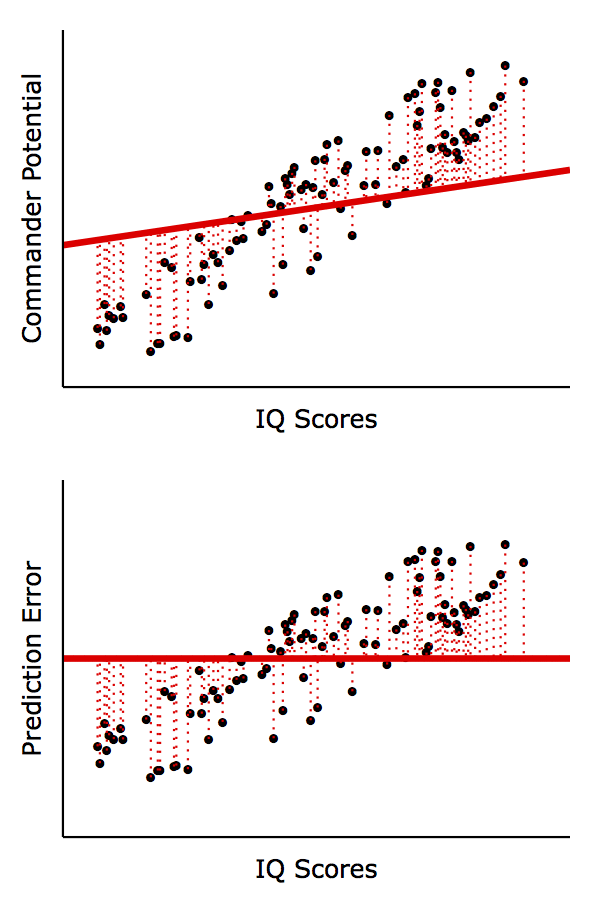 Commander Potential
IQ Scores
Prediction Error
IQ Scores